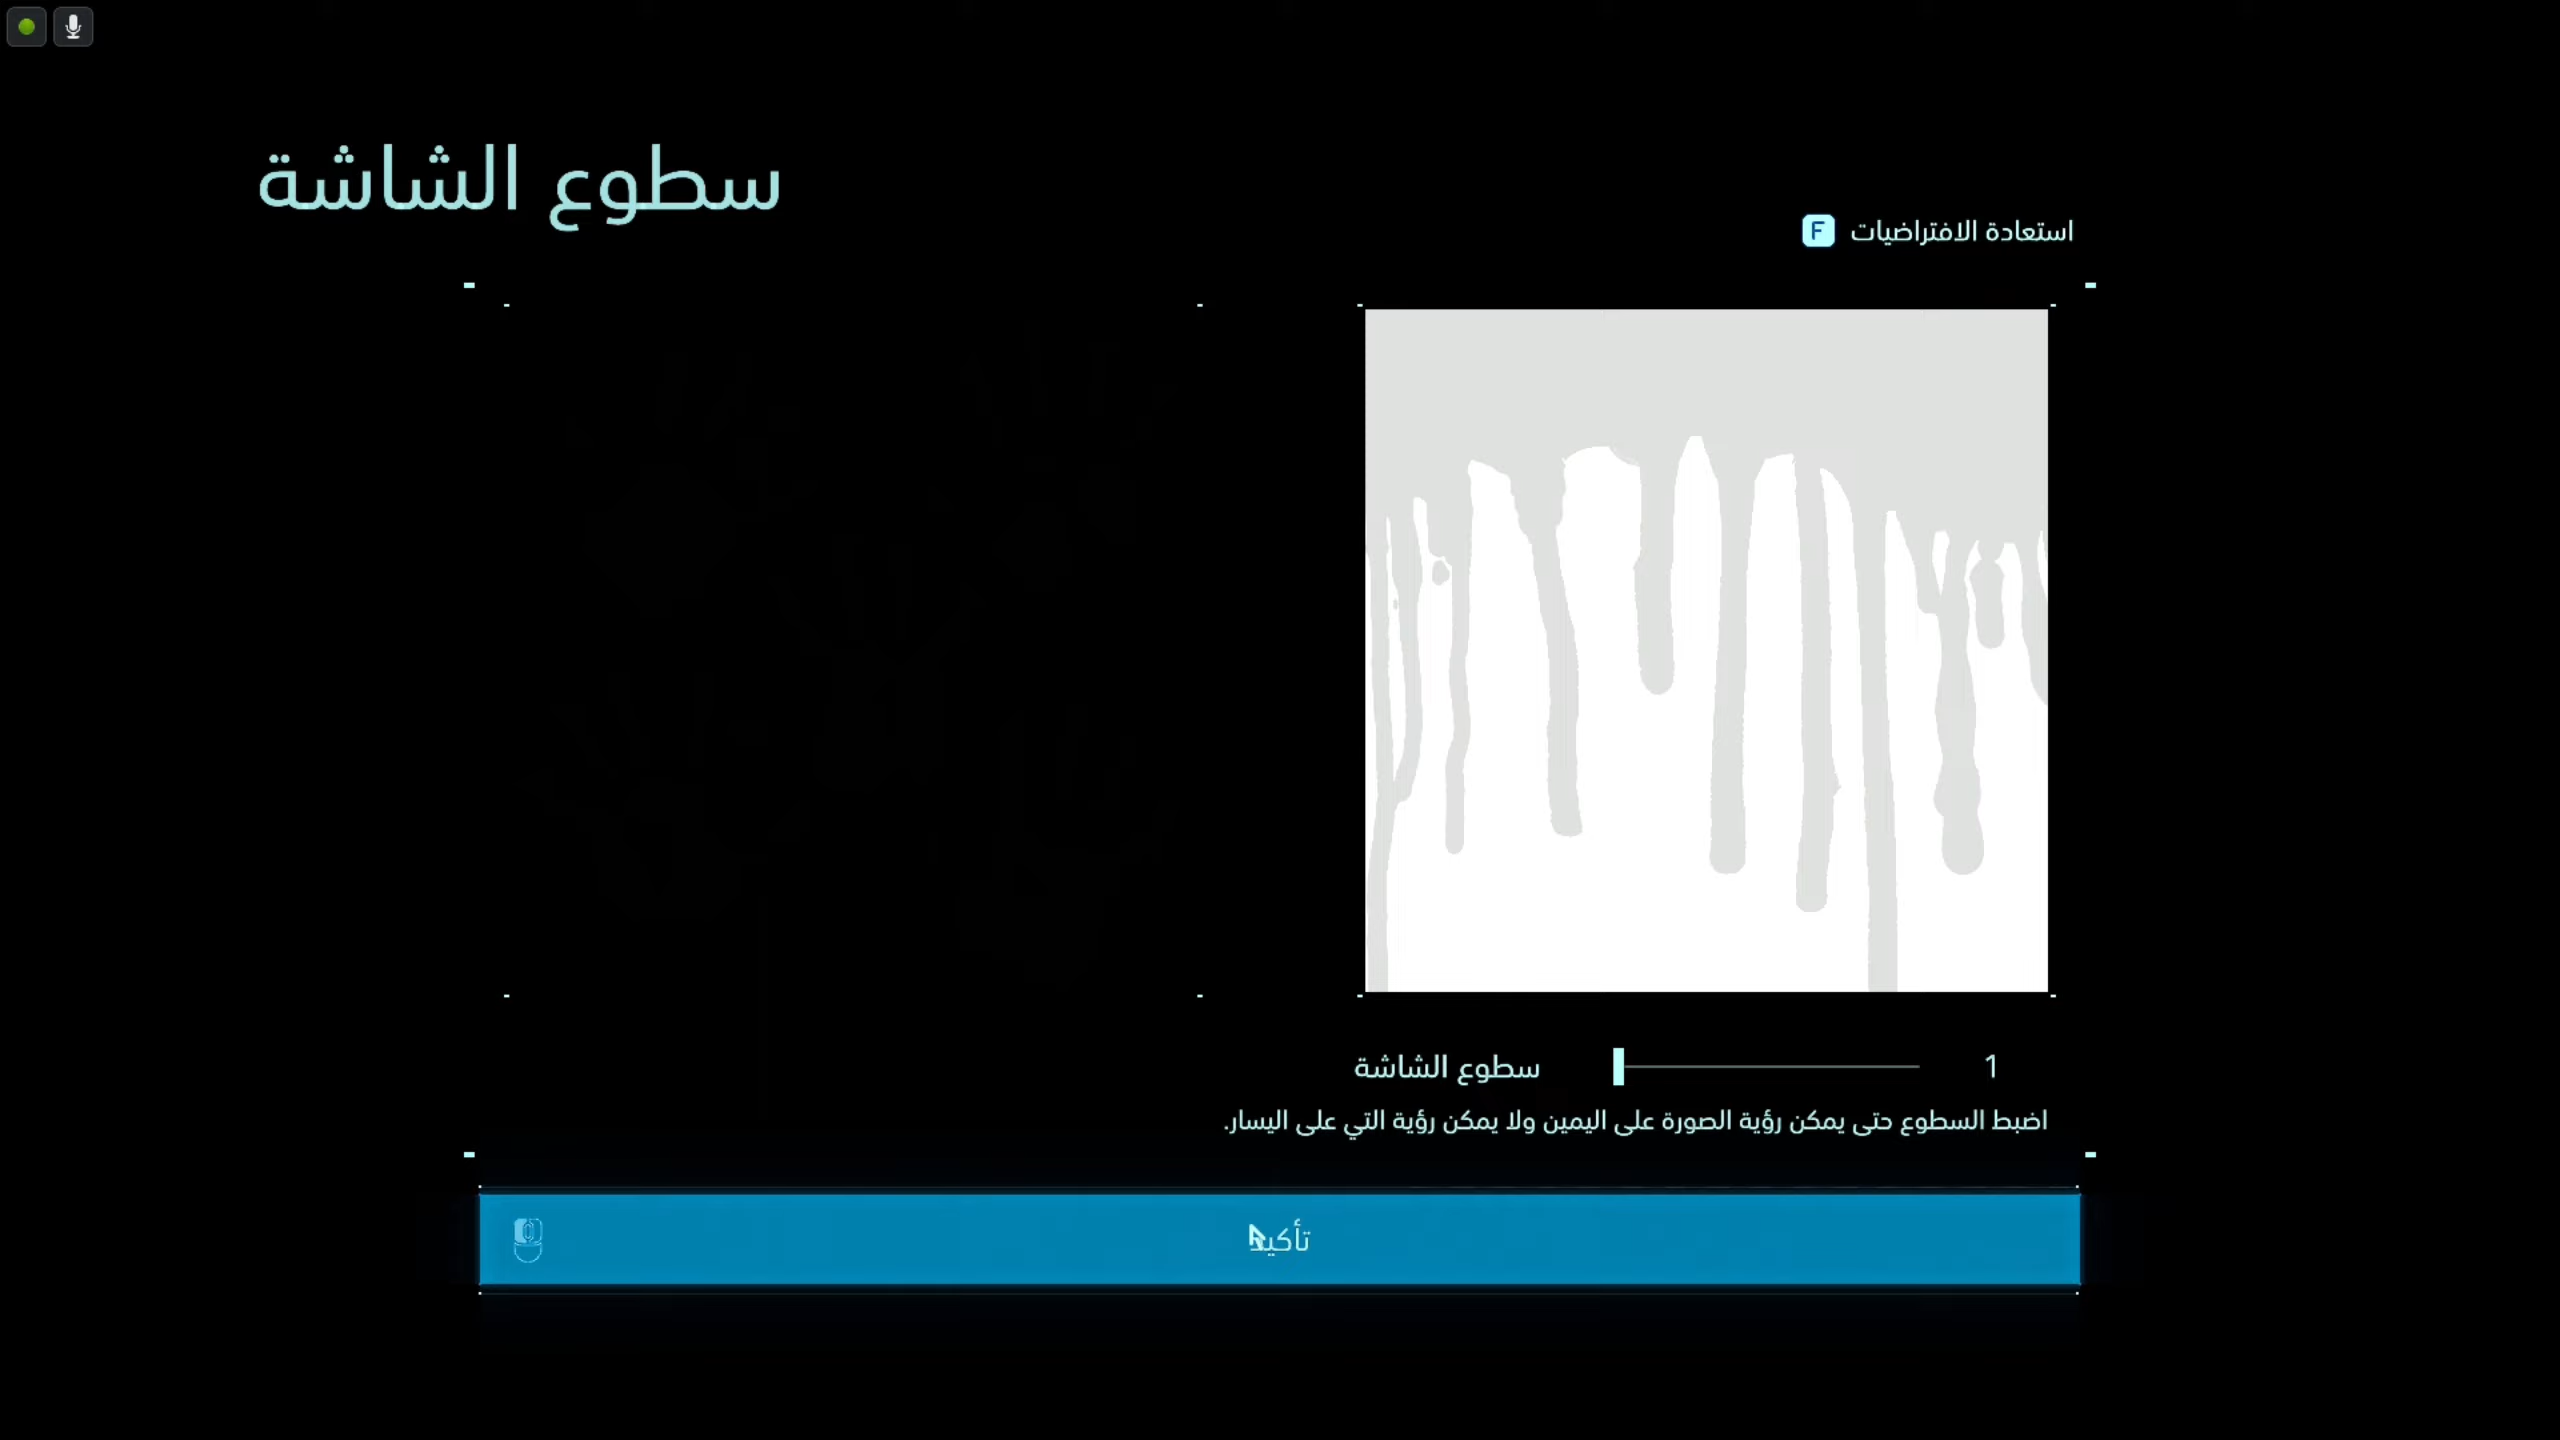 سطوع الشاشة
استعادة الافتراضيات F
سطوع الشاشة 1
اضبط السطوع حتى يمكن رؤية الصورة على اليمين ولا يمكن رؤية التي على اليسار.
تأكيد